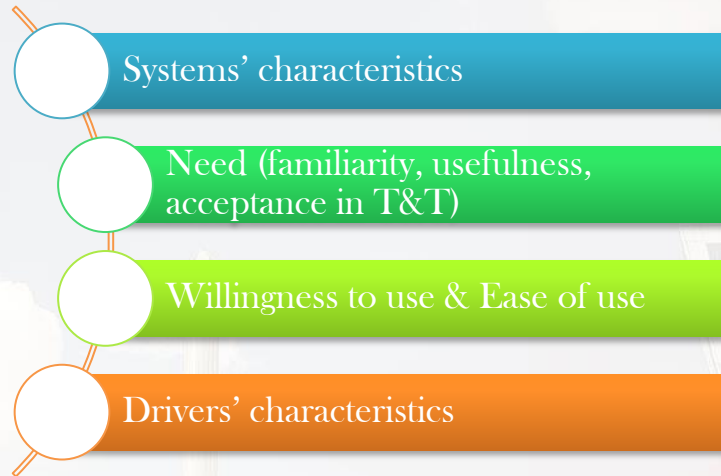 Systems’ characteristics
Need (familiarity, usefulness,
acceptance in T&T)
Willingness to use & Ease of use
Drivers’ characteristics